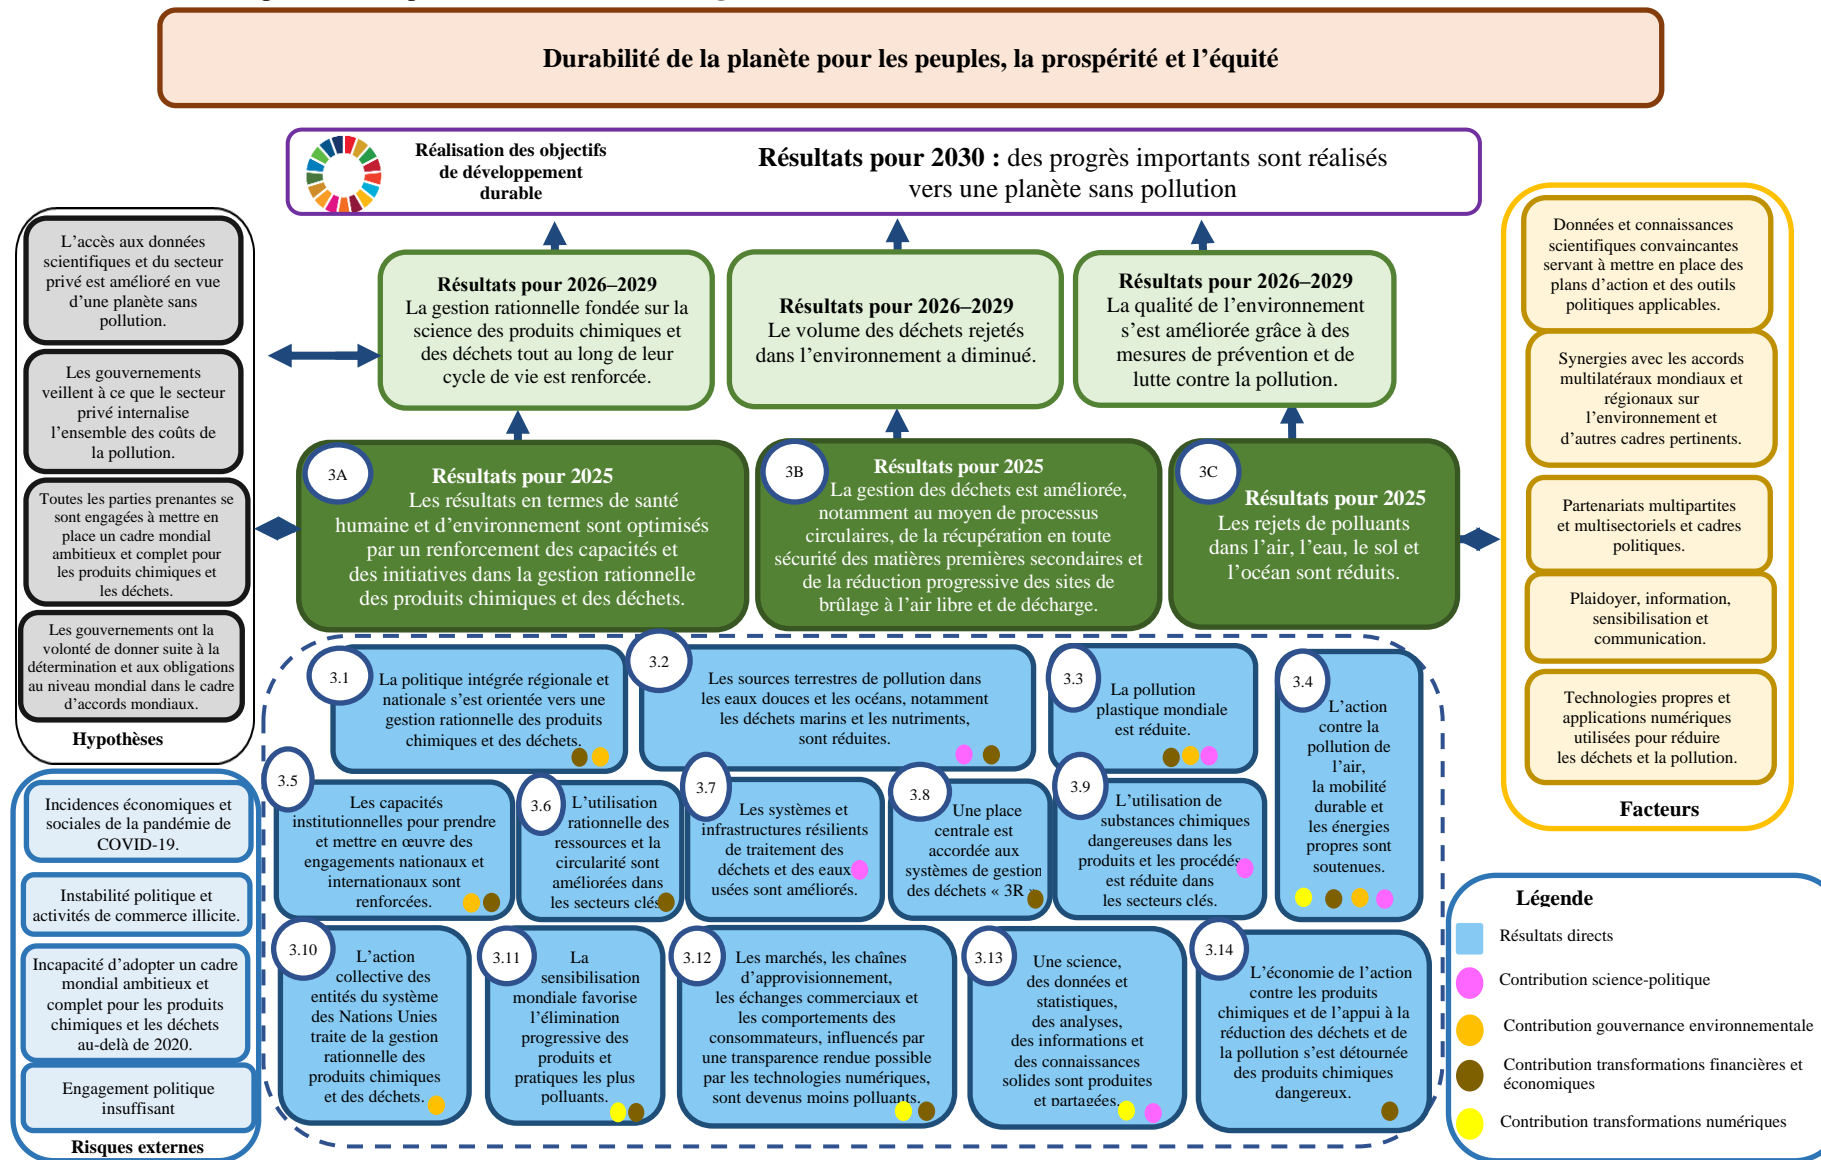 Durabilité de la planète pour les peuples, la prospérité et l’équité
Réalisation des objectifs
de développement
durable
Résultats pour 2030 : des progrès importants sont réalisés
vers une planète sans pollution
L’accès aux données
scientifiques et du secteur
privé est amélioré en vue
d’une planète sans
pollution.
Les gouvernements
veillent à ce que le secteur
privé internalise
l’ensemble des coûts de
la pollution.
Toutes les parties prenantes se
sont engagées à mettre en
place un cadre mondial
ambitieux et complet pour
les produits chimiques et
les déchets.
Les gouvernements ont la
volonté de donner suite à la
détermination et aux obligations
au niveau mondial dans le cadre
d’accords mondiaux.
Hypothèses
Résultats pour 2026–2029
La gestion rationnelle fondée sur la
science des produits chimiques et
des déchets tout au long de leur
cycle de vie est renforcée.
Résultats pour 2026–2029
Le volume des déchets rejetés
dans l’environnement a diminué.
Résultats pour 2026–2029
La qualité de l’environnement
s’est améliorée grâce à des
mesures de prévention et de
lutte contre la pollution.
3A
Résultats pour 2025
Les résultats en termes de santé
humaine et d’environnement sont optimisés
par un renforcement des capacités et
des initiatives dans la gestion rationnelle
des produits chimiques et des déchets.
3B
Résultats pour 2025
La gestion des déchets est améliorée,
notamment au moyen de processus
circulaires, de la récupération en toute
sécurité des matières premières secondaires et
de la réduction progressive des sites de
brûlage à l’air libre et de décharge.
3C
Résultats pour 2025
Les rejets de polluants
dans l’air, l’eau, le sol et
l’océan sont réduits.
Données et connaissances
scientifiques convaincantes
servant à mettre en place des
plans d’action et des outils
politiques applicables.
Synergies avec les accords
multilatéraux mondiaux et
régionaux sur
l’environnement et
d’autres cadres pertinents.
Partenariats multipartites
et multisectoriels et cadres
politiques.
Plaidoyer, information,
sensibilisation et
communication.
Technologies propres et
applications numériques
utilisées pour réduire
les déchets et la pollution.
Facteurs
3.1
La politique intégrée régionale et
nationale s’est orientée vers une
gestion rationnelle des produits
chimiques et des déchets.
3.2
Les sources terrestres de pollution dans
les eaux douces et les océans, notamment
les déchets marins et les nutriments,
sont réduites.
3.3
La pollution
plastique mondiale
est réduite.
3.4
L’action
contre la
pollution de
l’air,
la mobilité
durable et
les énergies
propres sont
soutenues.
3.5
Les capacités
institutionnelles pour prendre
et mettre en œuvre des
engagements nationaux et
internationaux sont
renforcées.
3.6
L’utilisation
rationnelle des
ressources et la
circularité sont
améliorées dans
les secteurs clés
3.7
Les systèmes et
infrastructures résilients
de traitement des
déchets et des eaux
usées sont améliorés.
3.8
Une place
centrale est
accordée aux
systèmes de gestion
des déchets « 3R »
3.9
L’utilisation de
substances chimiques
dangereuses dans les
produits et les procédés
est réduite dans
les secteurs clés.
3.10
L’action
collective des
entités du système
des Nations Unies
traite de la gestion
rationnelle des
produits chimiques
et des déchets.
3.11
La
sensibilisation
mondiale favorise
l’élimination
progressive des
produits et
pratiques les plus
polluants.
3.12
Les marchés, les chaînes
d’approvisionnement,
les échanges commerciaux et
les comportements des
consommateurs, influencés par
une transparence rendue possible
par les technologies numériques,
sont devenus moins polluants.
3.13
Une science,
des données et
statistiques,
des analyses,
des informations et
des connaissances
solides sont produites
et partagées.
3.14
L’économie de l’action
contre les produits
chimiques et de l’appui à la
réduction des déchets et de
la pollution s’est détournée
des produits chimiques
dangereux.
Incidences économiques et
sociales de la pandémie de
COVID-19.
Instabilité politique et
activités de commerce illicite.
Incapacité d’adopter un cadre
mondial ambitieux et
complet pour les produits
chimiques et les déchets
au-delà de 2020.
Engagement politique
insuffisant
Risques externes
Légende
Résultats directs
Contribution science-politique
Contribution gouvernance environnementale
Contribution transformations financières et
économiques
Contribution transformations numériques